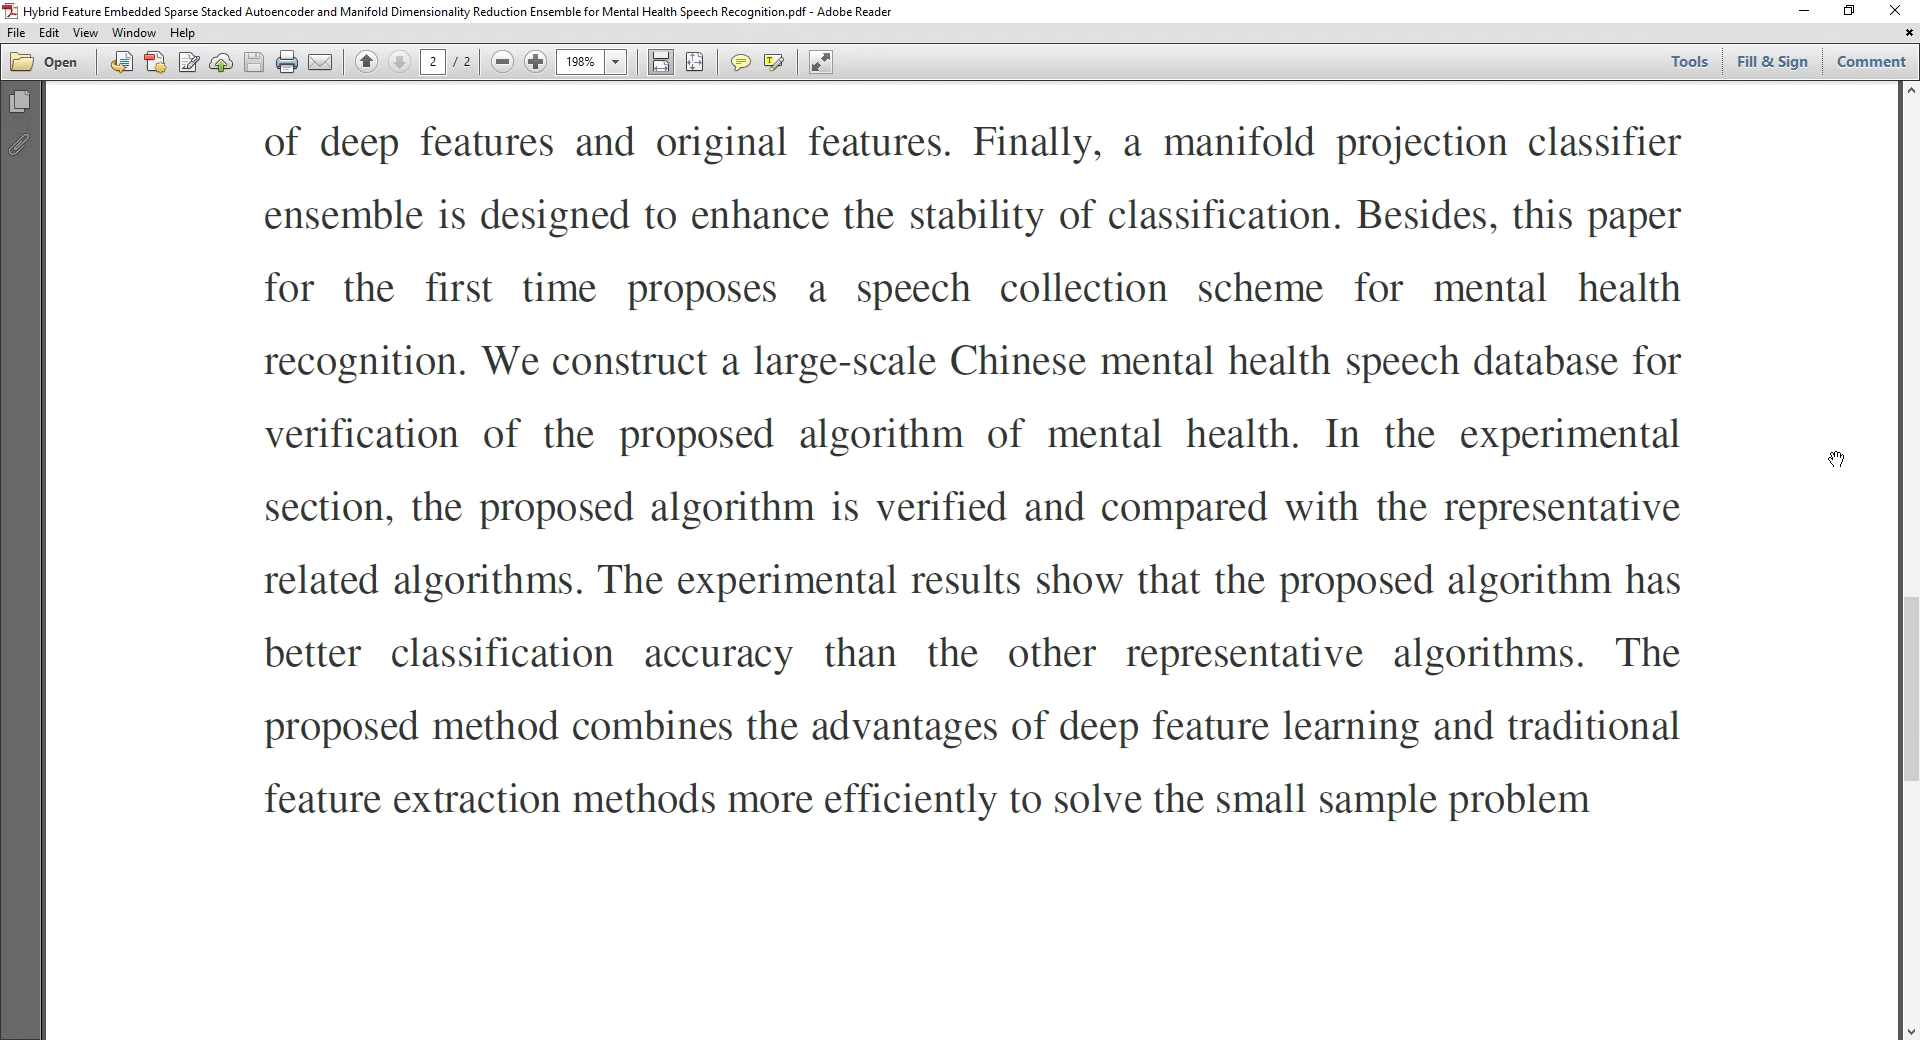 Hybrid Feature Embedded Sparse Stacked Autoencoder and Manifold Dimensionality Reduction Ensemble for Mental Health Speech Recognition.pdf - Adobe Reader
File Edit View Window Help
Open 2 / 2 198% Tools Fill & Sign Comment
of deep features and original features. Finally, a manifold projection classifier
ensemble is designed to enhance the stability of classification. Besides, this paper
for the first time proposes a speech collection scheme for mental health
recognition. We construct a large-scale Chinese mental health speech database for
verification of the proposed algorithm of mental health. In the experimental
section, the proposed algorithm is verified and compared with the representative
related algorithms. The experimental results show that the proposed algorithm has
better classification accuracy than the other representative algorithms. The
proposed method combines the advantages of deep feature learning and traditional
feature extraction methods more efficiently to solve the small sample problem